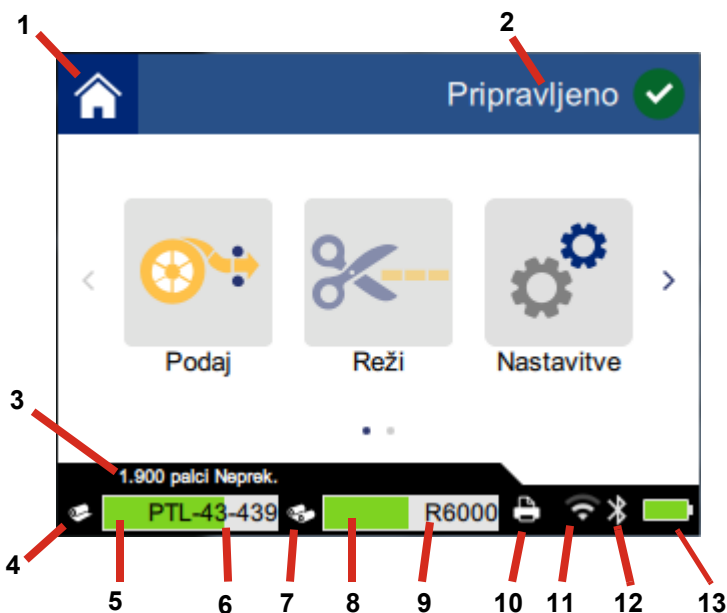 1
2
Pripravljeno
Podaj
Reži
Nastavitve
3
1.900 palci Neprek.
PTL-43-439
R6000
4
5
6
7
8
9
10
11
12
13